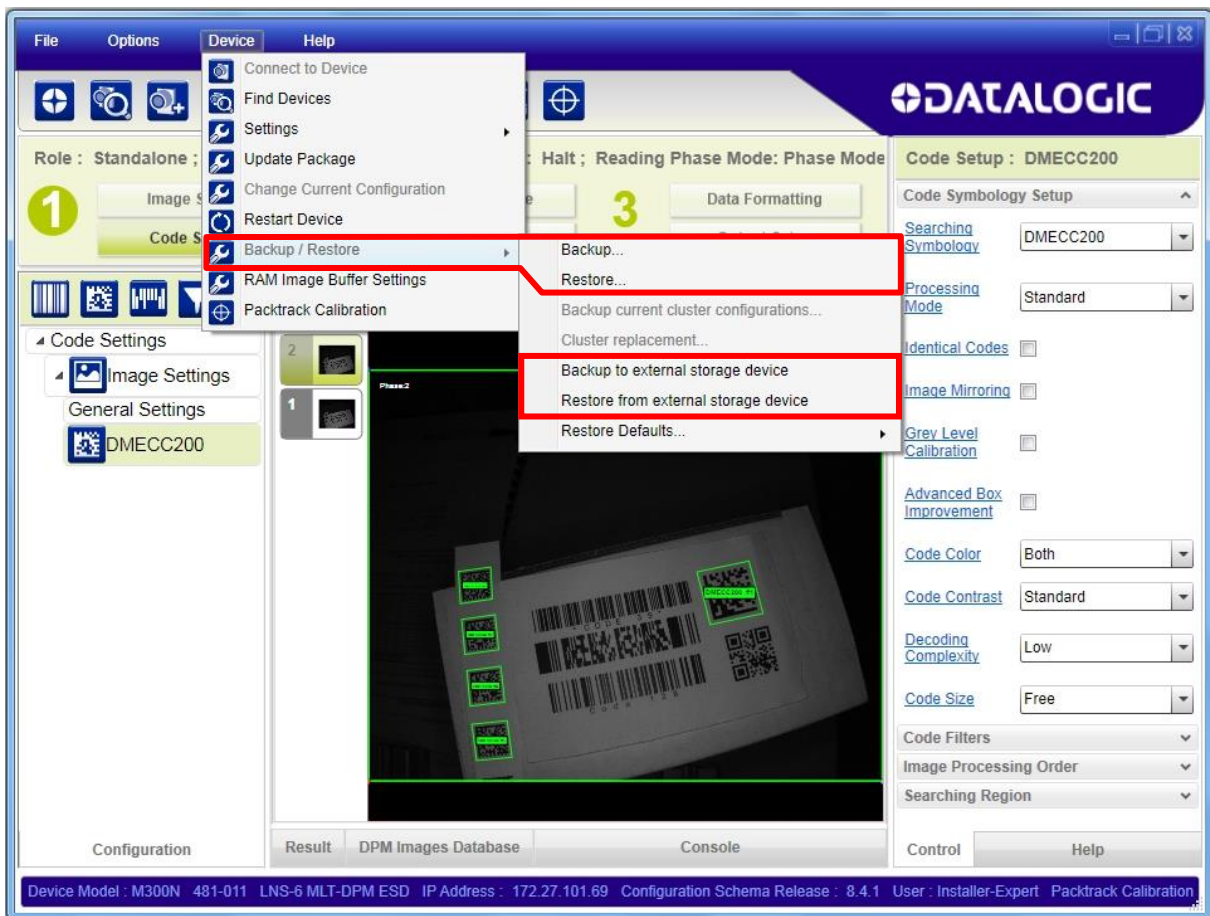 File Options Device Help
Connect to Device
Find Devices
Settings
Update Package
Change Current Configuration
Restart Device
Backup / Restore
RAM Image Buffer Settings
Packtrack Calibration
Backup...
Restore...
Backup current cluster configurations...
Cluster replacement...
Backup to external storage device
Restore from external storage device
Restore Defaults...
DATALOGIC
Role : Standalone ; : Halt ; Reading Phase Mode: Phase Mode
1
Image S
Code S
3
Data Formatting
Code Settings
Image Settings
General Settings
DMECC200
2
1
Phase:2
CODE 39
DMECC200
Code 128
Code Setup : DMECC200
Code Symbology Setup
Searching Symbology DMECC200
Processing Mode Standard
Identical Codes
Image Mirroring
Grey Level Calibration
Advanced Box Improvement
Code Color Both
Code Contrast Standard
Decoding Complexity Low
Code Size Free
Code Filters
Image Processing Order
Searching Region
Configuration
Result DPM Images Database Console
Control Help
Device Model : M300N 481-011 LNS-6 MLT-DPM ESD IP Address : 172.27.101.69 Configuration Schema Release : 8.4.1 User : Installer-Expert Packtrack Calibration